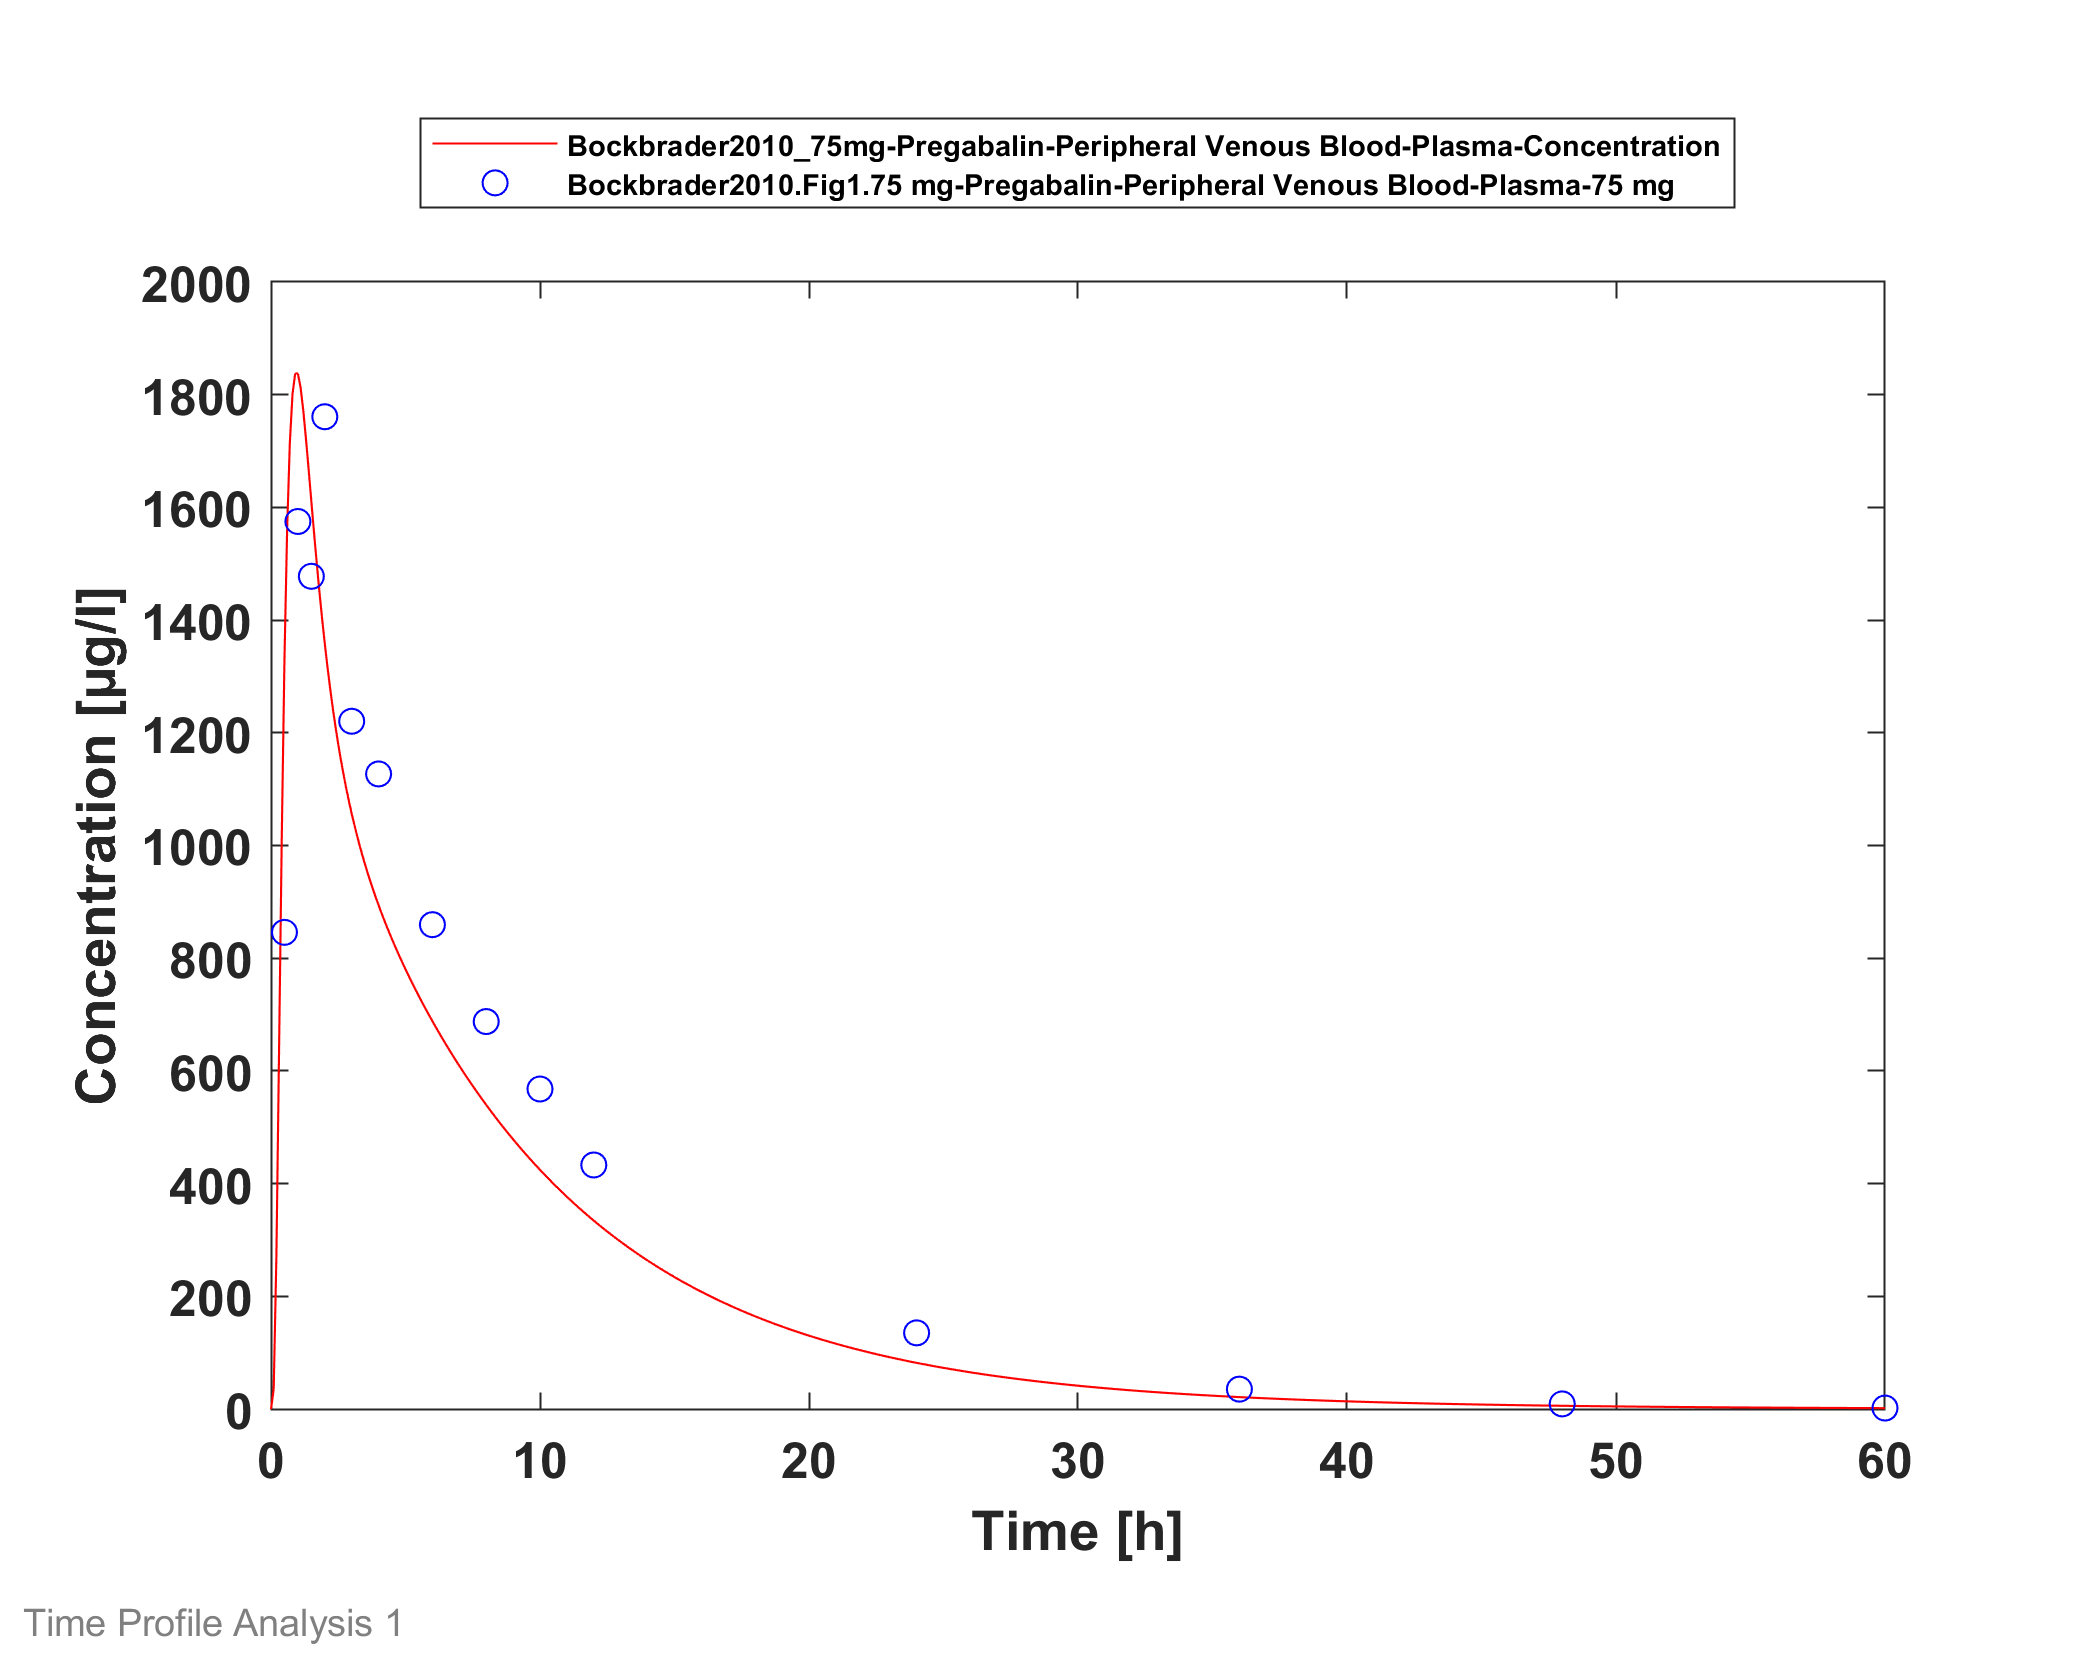 Bockbrader2010_75mg-Pregabalin-Peripheral Venous Blood-Plasma-Concentration
Bockbrader2010.Fig1.75 mg-Pregabalin-Peripheral Venous Blood-Plasma-75 mg
2000
1800
1600
1400
1200
1000
800
600
400
200
0
Concentration [µg/l]
0 10 20 30 40 50 60
Time [h]
Time Profile Analysis 1